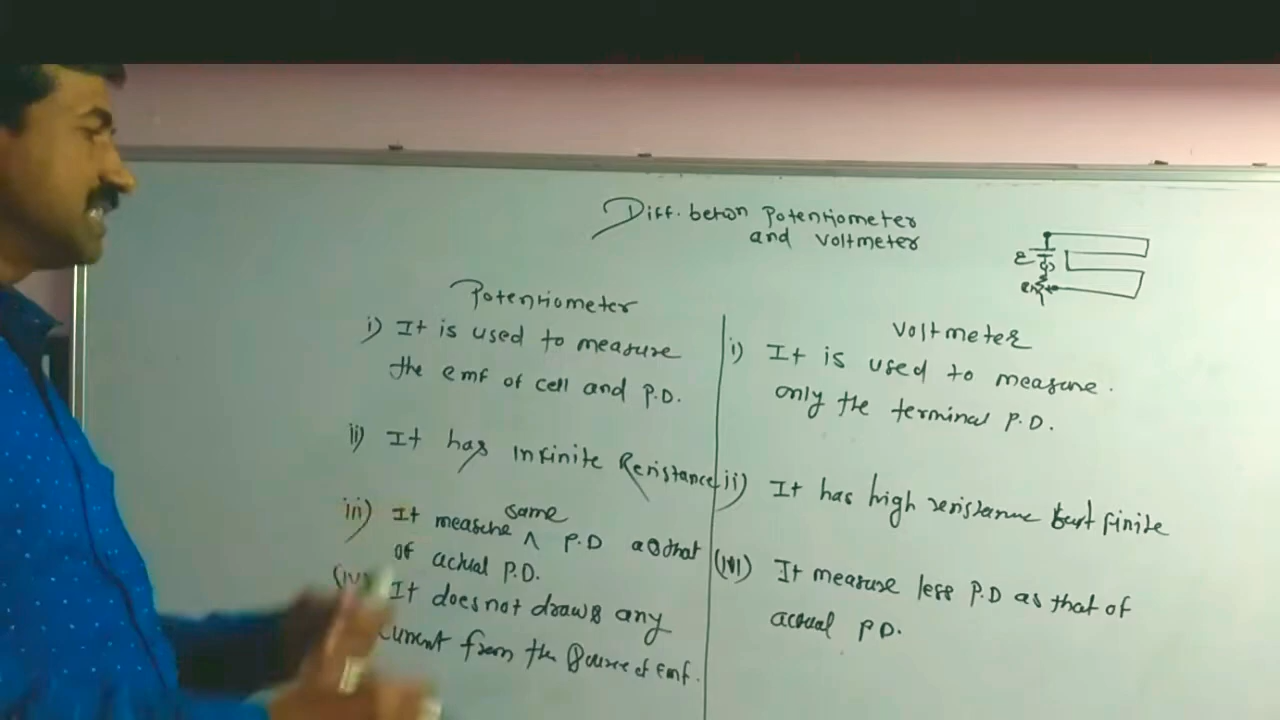 Diff. betwn Potentiometer
and voltmeter
ε
Potentiometer
i) It is used to measure
the emf of cell and P.D.
ii) It has infinite Resistance
iii) It measure same P.D as that
of actual P.D.
(iv) It does not draws any
current from the source of emf.
Voltmeter
i) It is used to measure.
only the terminal P.D.
ii) It has high resistance but finite
(iii) It measure less P.D as that of
actual P.D.